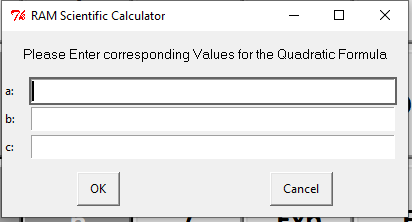 RAM Scientific Calculator
Please Enter corresponding Values for the Quadratic Formula
a:
b:
c:
OK
Cancel